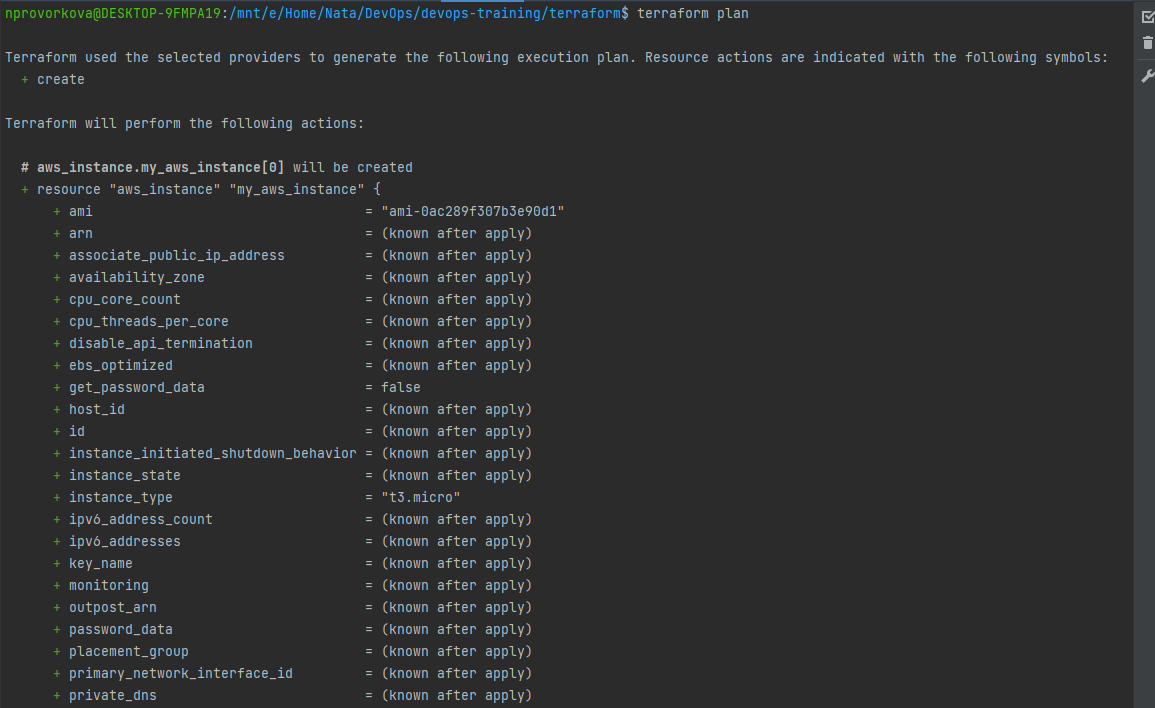 nprovorkova@DESKTOP-9FMPA19:/mnt/e/Home/Nata/DevOps/devops-training/terraform$ terraform plan
Terraform used the selected providers to generate the following execution plan. Resource actions are indicated with the following symbols:
  + create
Terraform will perform the following actions:
  # aws_instance.my_aws_instance[0] will be created
  + resource "aws_instance" "my_aws_instance" {
      + ami                                  = "ami-0ac289f307b3e90d1"
      + arn                                  = (known after apply)
      + associate_public_ip_address          = (known after apply)
      + availability_zone                    = (known after apply)
      + cpu_core_count                       = (known after apply)
      + cpu_threads_per_core                 = (known after apply)
      + disable_api_termination              = (known after apply)
      + ebs_optimized                        = (known after apply)
      + get_password_data                    = false
      + host_id                              = (known after apply)
      + id                                   = (known after apply)
      + instance_initiated_shutdown_behavior = (known after apply)
      + instance_state                       = (known after apply)
      + instance_type                        = "t3.micro"
      + ipv6_address_count                   = (known after apply)
      + ipv6_addresses                       = (known after apply)
      + key_name                             = (known after apply)
      + monitoring                           = (known after apply)
      + outpost_arn                          = (known after apply)
      + password_data                        = (known after apply)
      + placement_group                      = (known after apply)
      + primary_network_interface_id         = (known after apply)
      + private_dns                          = (known after apply)